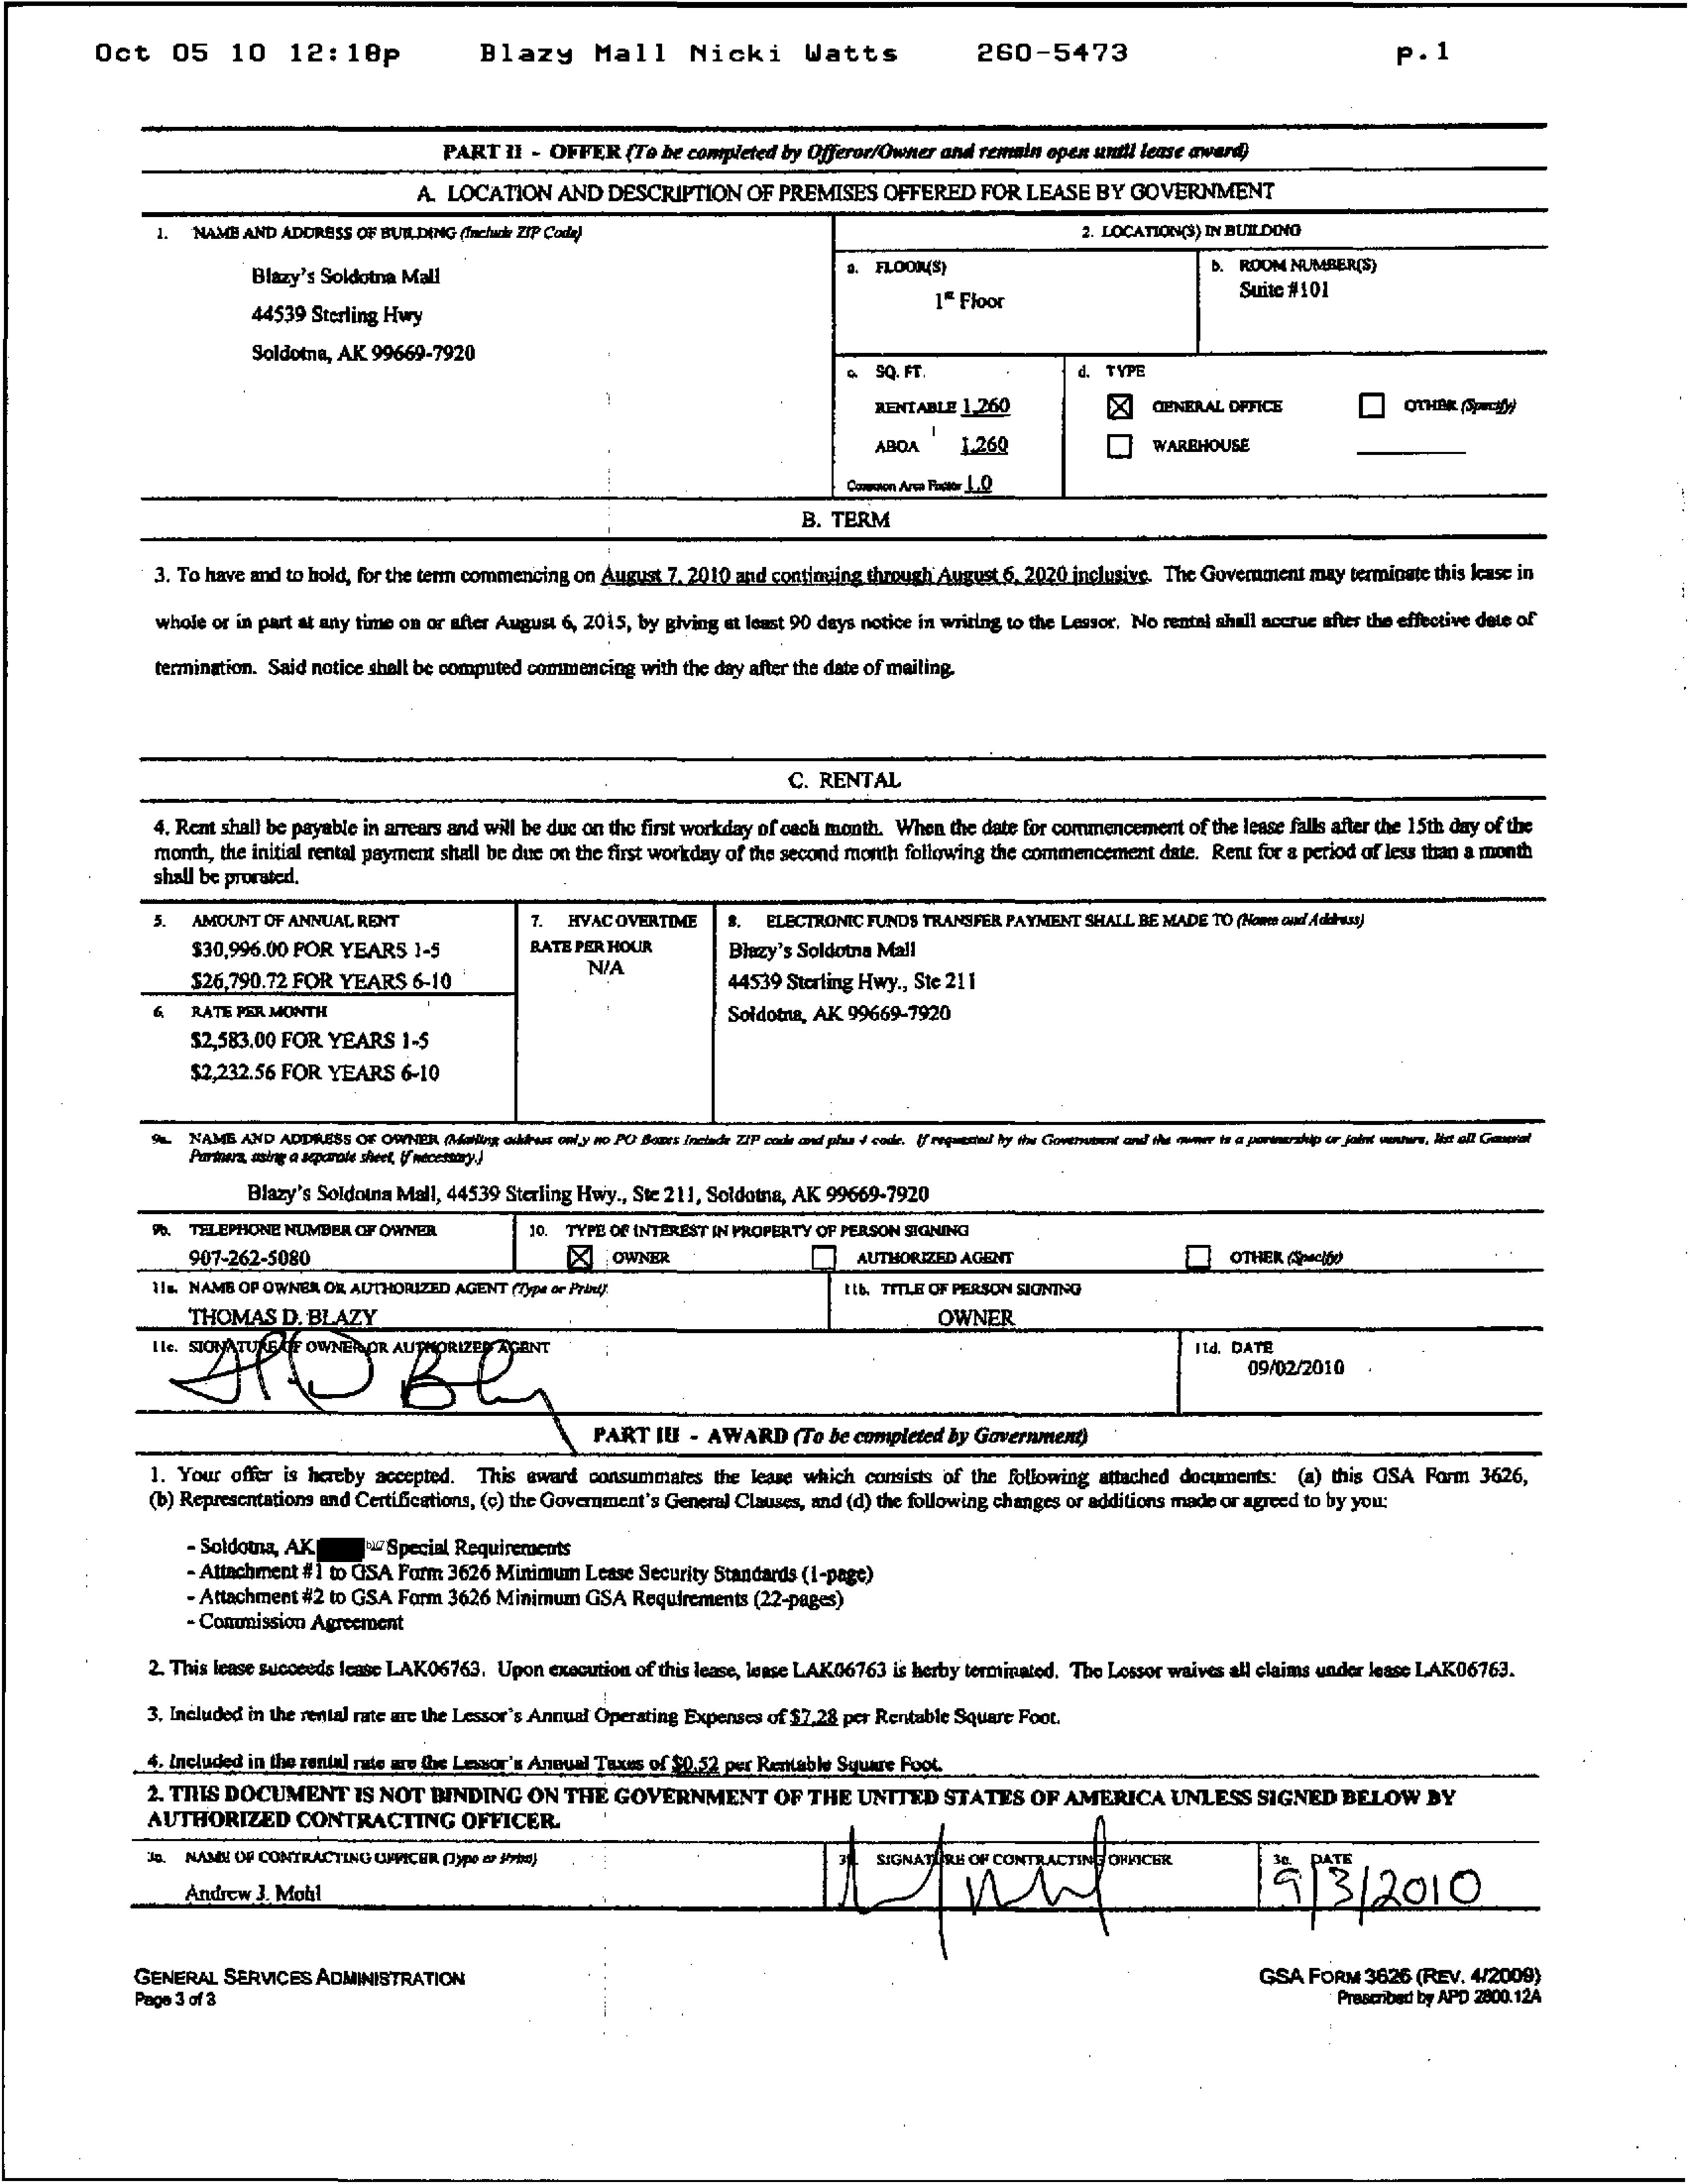 Oct 05 10 12:18p Blazy Mall Nicki Watts 260-5473 p.1
PART II - OFFER (To be completed by Offeror/Owner and remain open until lease award)
A. LOCATION AND DESCRIPTION OF PREMISES OFFERED FOR LEASE BY GOVERNMENT
1. NAME AND ADDRESS OF BUILDING (Include ZIP Code)
2. LOCATION(S) IN BUILDING
Blazy's Soldotna Mall
44539 Sterling Hwy
Soldotna, AK 99669-7920
a. FLOOR(S)
1st Floor
b. ROOM NUMBER(S)
Suite #101
c. SQ. FT.
RENTABLE 1,260
ABOA 1,260
Common Area Factor 1.0
d. TYPE
GENERAL OFFICE
OTHER (Specify)
WAREHOUSE
B. TERM
3. To have and to hold, for the term commencing on August 7, 2010 and continuing through August 6, 2020 inclusive. The Government may terminate this lease in
whole or in part at any time on or after August 6, 2015, by giving at least 90 days notice in writing to the Lessor. No rental shall accrue after the effective date of
termination. Said notice shall be computed commencing with the day after the date of mailing.
C. RENTAL
4. Rent shall be payable in arrears and will be due on the first workday of each month. When the date for commencement of the lease falls after the 15th day of the
month, the initial rental payment shall be due on the first workday of the second month following the commencement date. Rent for a period of less than a month
shall be prorated.
5. AMOUNT OF ANNUAL RENT
$30,996.00 FOR YEARS 1-5
$26,790.72 FOR YEARS 6-10
6. RATE PER MONTH
$2,583.00 FOR YEARS 1-5
$2,232.56 FOR YEARS 6-10
7. HVAC OVERTIME
RATE PER HOUR
N/A
8. ELECTRONIC FUNDS TRANSFER PAYMENT SHALL BE MADE TO (Name and Address)
Blazy's Soldotna Mall
44539 Sterling Hwy., Ste 211
Soldotna, AK 99669-7920
9a. NAME AND ADDRESS OF OWNER (Mailing address only no PO Boxes Include ZIP code and plus 4 code. If requested by the Government and the owner is a partnership or joint venture, list all General
Partners, using a separate sheet, if necessary.)
Blazy's Soldotna Mall, 44539 Sterling Hwy., Ste 211, Soldotna, AK 99669-7920
9b. TELEPHONE NUMBER OF OWNER
907-262-5080
10. TYPE OF INTEREST IN PROPERTY OF PERSON SIGNING
OWNER AUTHORIZED AGENT OTHER (Specify)
11a. NAME OF OWNER OR AUTHORIZED AGENT (Type or Print)
THOMAS D. BLAZY
11b. TITLE OF PERSON SIGNING
OWNER
11c. SIGNATURE OF OWNER OR AUTHORIZED AGENT
11d. DATE
09/02/2010
PART III - AWARD (To be completed by Government)
1. Your offer is hereby accepted. This award consummates the lease which consists of the following attached documents: (a) this GSA Form 3626,
(b) Representations and Certifications, (c) the Government's General Clauses, and (d) the following changes or additions made or agreed to by you:
- Soldotna, AK Special Requirements
- Attachment #1 to GSA Form 3626 Minimum Lease Security Standards (1-page)
- Attachment #2 to GSA Form 3626 Minimum GSA Requirements (22-pages)
- Commission Agreement
2. This lease succeeds lease LAK06763. Upon execution of this lease, lease LAK06763 is herby terminated. The Lessor waives all claims under lease LAK06763.
3. Included in the rental rate are the Lessor's Annual Operating Expenses of $7.28 per Rentable Square Foot.
4. Included in the rental rate are the Lessor's Annual Taxes of $0.52 per Rentable Square Foot.
2. THIS DOCUMENT IS NOT BINDING ON THE GOVERNMENT OF THE UNITED STATES OF AMERICA UNLESS SIGNED BELOW BY
AUTHORIZED CONTRACTING OFFICER.
3a. NAME OF CONTRACTING OFFICER (Type or Print)
Andrew J. Mohl
SIGNATURE OF CONTRACTING OFFICER
3c. DATE
9/3/2010
GENERAL SERVICES ADMINISTRATION
Page 3 of 3
GSA FORM 3626 (REV. 4/2009)
Prescribed by APD 2800.12A